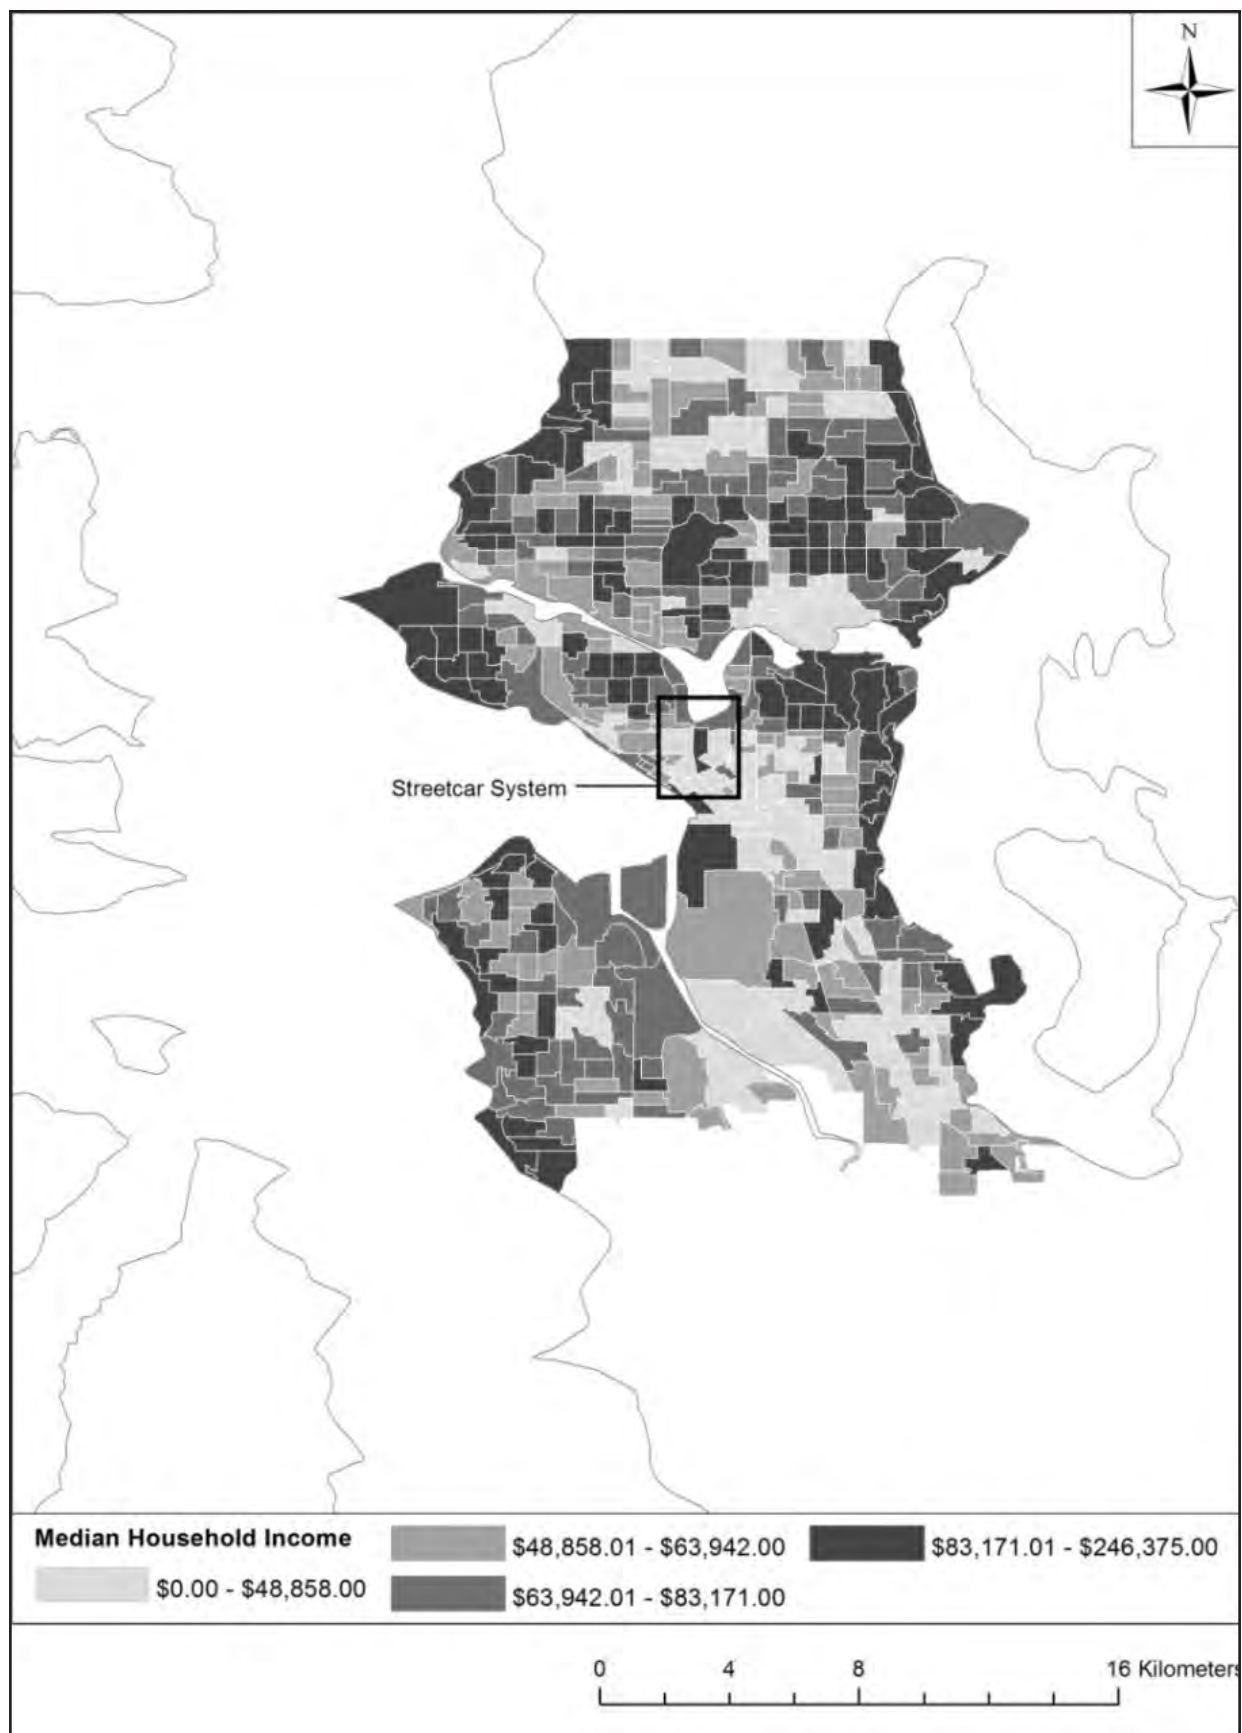 N
Streetcar System
Median Household Income
$0.00 - $48,858.00
$48,858.01 - $63,942.00
$63,942.01 - $83,171.00
$83,171.01 - $246,375.00
0 4 8 16 Kilometers